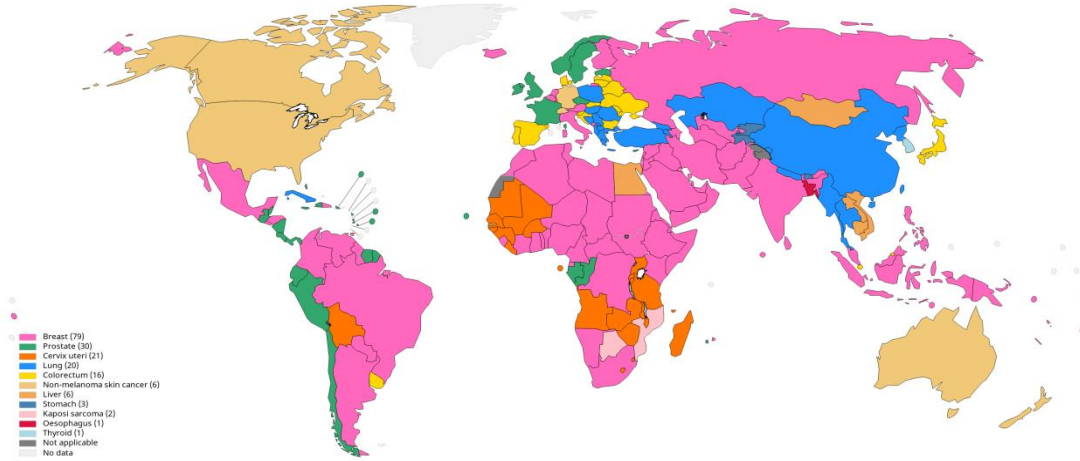 Breast (79)
Prostate (30)
Cervix uteri (21)
Lung (20)
Colorectum (16)
Non-melanoma skin cancer (6)
Liver (6)
Stomach (3)
Kaposi sarcoma (2)
Oesophagus (1)
Thyroid (1)
Not applicable
No data